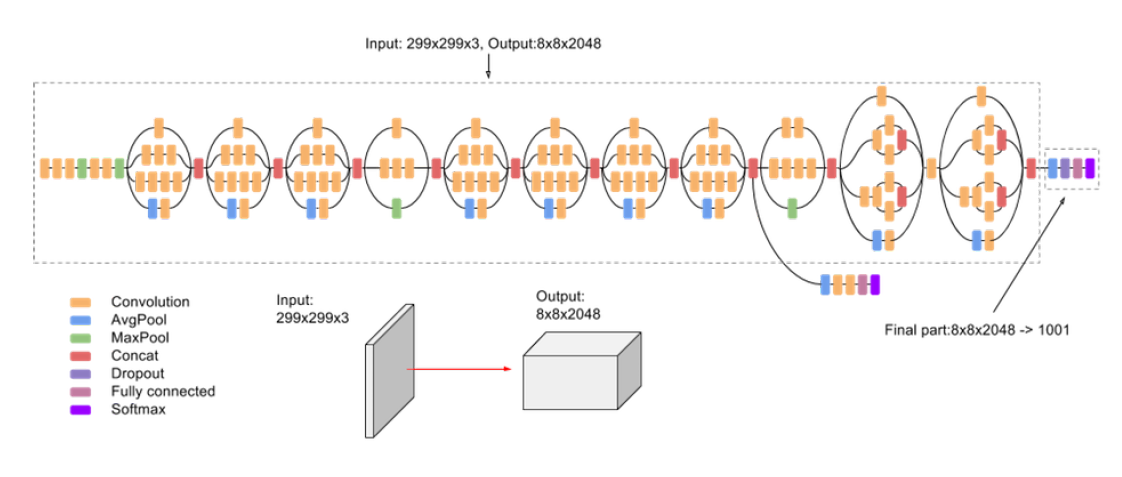 Input: 299x299x3, Output:8x8x2048
Convolution
AvgPool
MaxPool
Concat
Dropout
Fully connected
Softmax
Input:
299x299x3
Output:
8x8x2048
Final part:8x8x2048 -> 1001